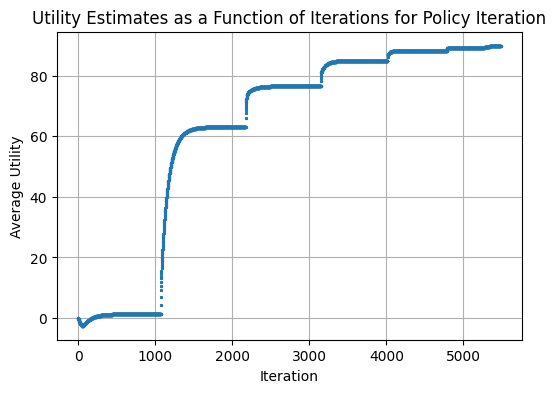 Utility Estimates as a Function of Iterations for Policy Iteration
80
60
40
20
0
Average Utility
0 1000 2000 3000 4000 5000
Iteration